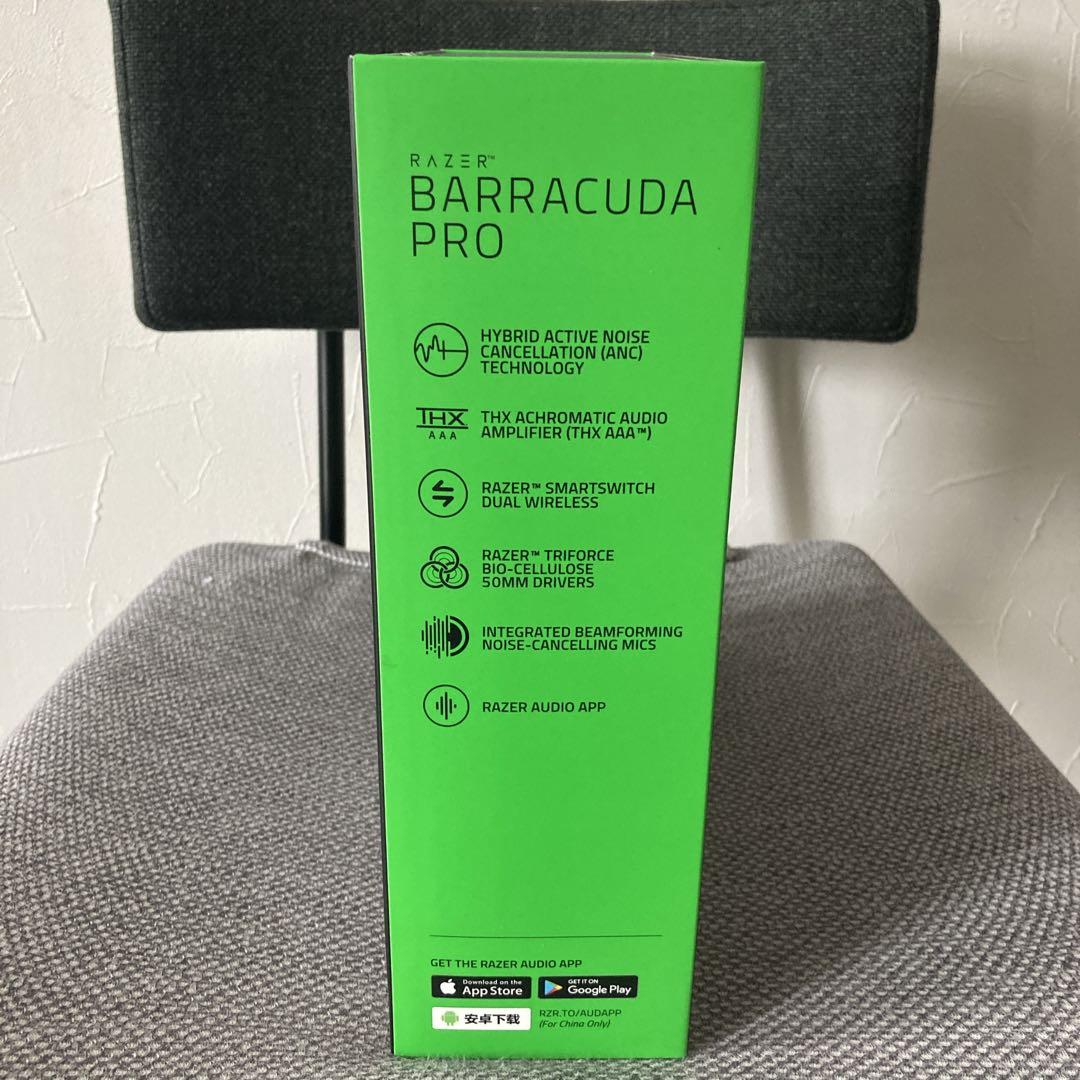 RAZER™
BARRACUDA
PRO
HYBRID ACTIVE NOISE
CANCELLATION (ANC)
TECHNOLOGY
THX
AAA
THX ACHROMATIC AUDIO
AMPLIFIER (THX AAA™)
RAZER™ SMARTSWITCH
DUAL WIRELESS
RAZER™ TRIFORCE
BIO-CELLULOSE
50MM DRIVERS
INTEGRATED BEAMFORMING
NOISE-CANCELLING MICS
RAZER AUDIO APP
GET THE RAZER AUDIO APP
Download on the
App Store
GET IT ON
Google Play
安卓下载
RZR.TO/AUDAPP
(For China Only)